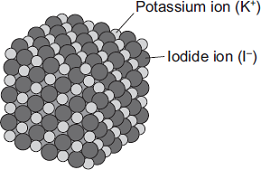 Potassium ion (K⁺)
Iodide ion (I⁻)